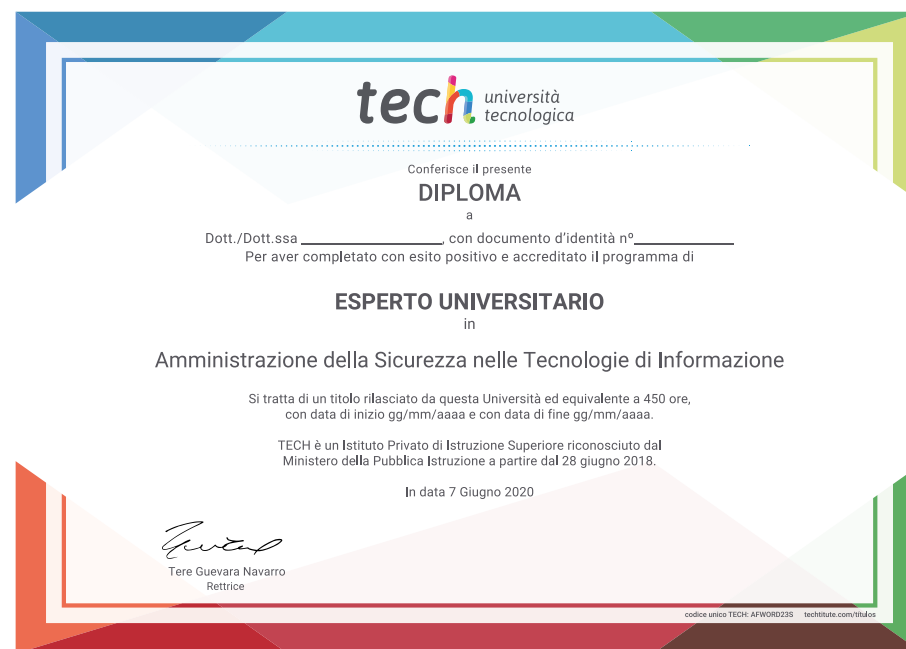 tech università
tecnologica
Conferisce il presente
DIPLOMA
a
Dott./Dott.ssa ____________________, con documento d'identità nº______________
Per aver completato con esito positivo e accreditato il programma di
ESPERTO UNIVERSITARIO
in
Amministrazione della Sicurezza nelle Tecnologie di Informazione
Si tratta di un titolo rilasciato da questa Università ed equivalente a 450 ore,
con data di inizio gg/mm/aaaa e con data di fine gg/mm/aaaa.
TECH è un Istituto Privato di Istruzione Superiore riconosciuto dal
Ministero della Pubblica Istruzione a partire dal 28 giugno 2018.
In data 7 Giugno 2020
Tere Guevara Navarro
Rettrice
codice unico TECH: AFWORD23S techtitute.com/títulos